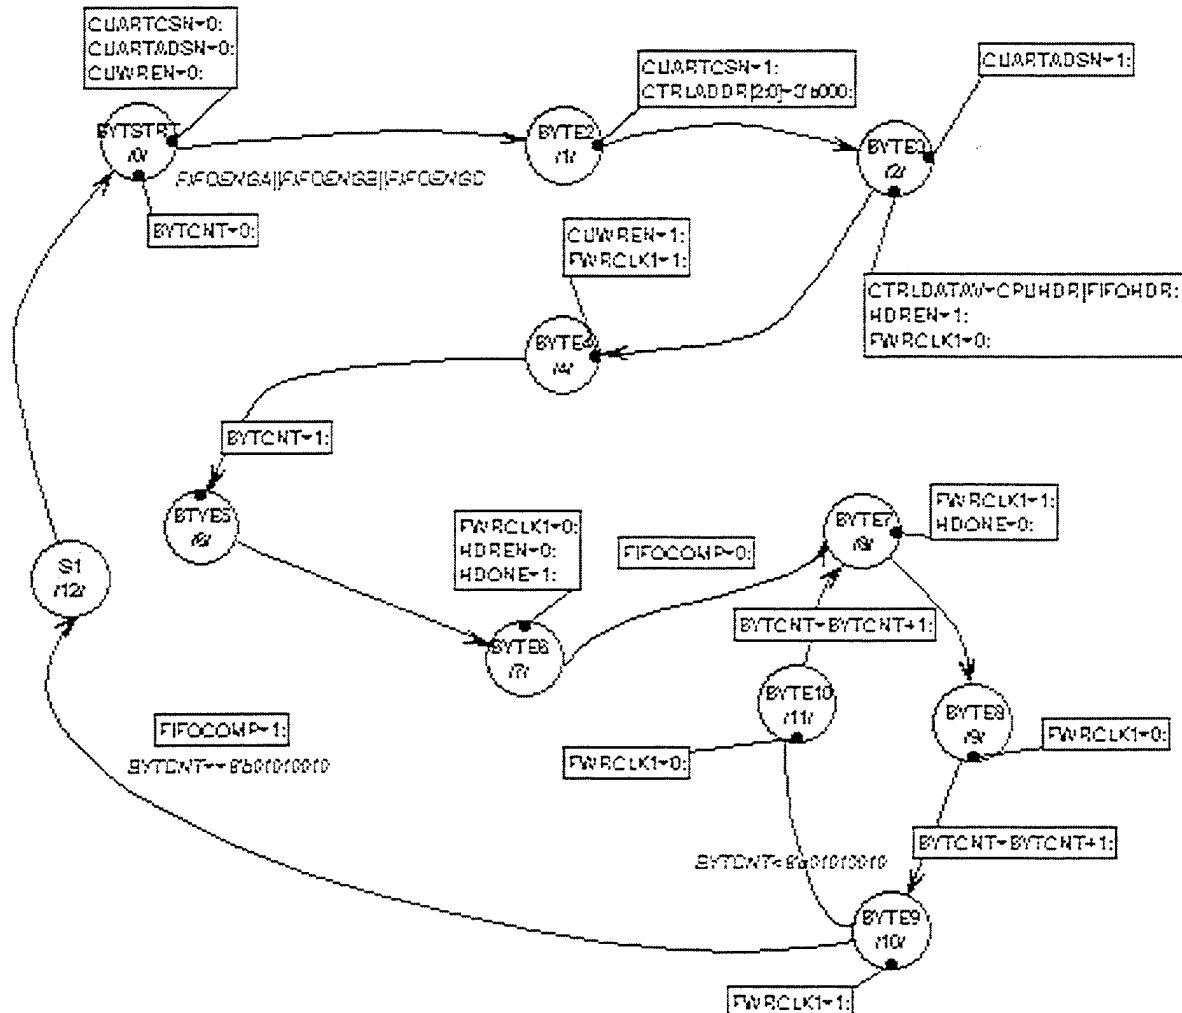 CUARTCSN=0;
CUARTADSN=0;
CUWREN=0;
CUARTCSN=1;
CTRLADDR[2:0]=3'b000;
CUARTADSN=1;
BYTSTRT
/0/
BYTE2
/1/
BYTE3
/2/
FIFOENGA||FIFOENGB||FIFOENGC
BYTCNT=0;
CUWREN=1;
FWRCLK1=1;
CTRLDATAV=CPUHDR|FIFOHDR;
HDREN=1;
FWRCLK1=0;
BYTE4
/4/
BYTCNT=1;
BTYE5
/6/
FWRCLK1=0;
HDREN=0;
HDONE=1;
FIFOCOMP=0;
BYTE7
FWRCLK1=1;
HDONE=0;
S1
/12/
BYTCNT=BYTCNT+1;
BYTE6
/7/
BYTE10
/11/
BYTE8
/9/
FWRCLK1=0;
FIFOCOMP=1;
BYTCNT==8'b01010010
FWRCLK1=0;
BYTCNT=BYTCNT+1;
BYTCNT<8'b01010010
BYTE9
/10/
FWRCLK1=1;